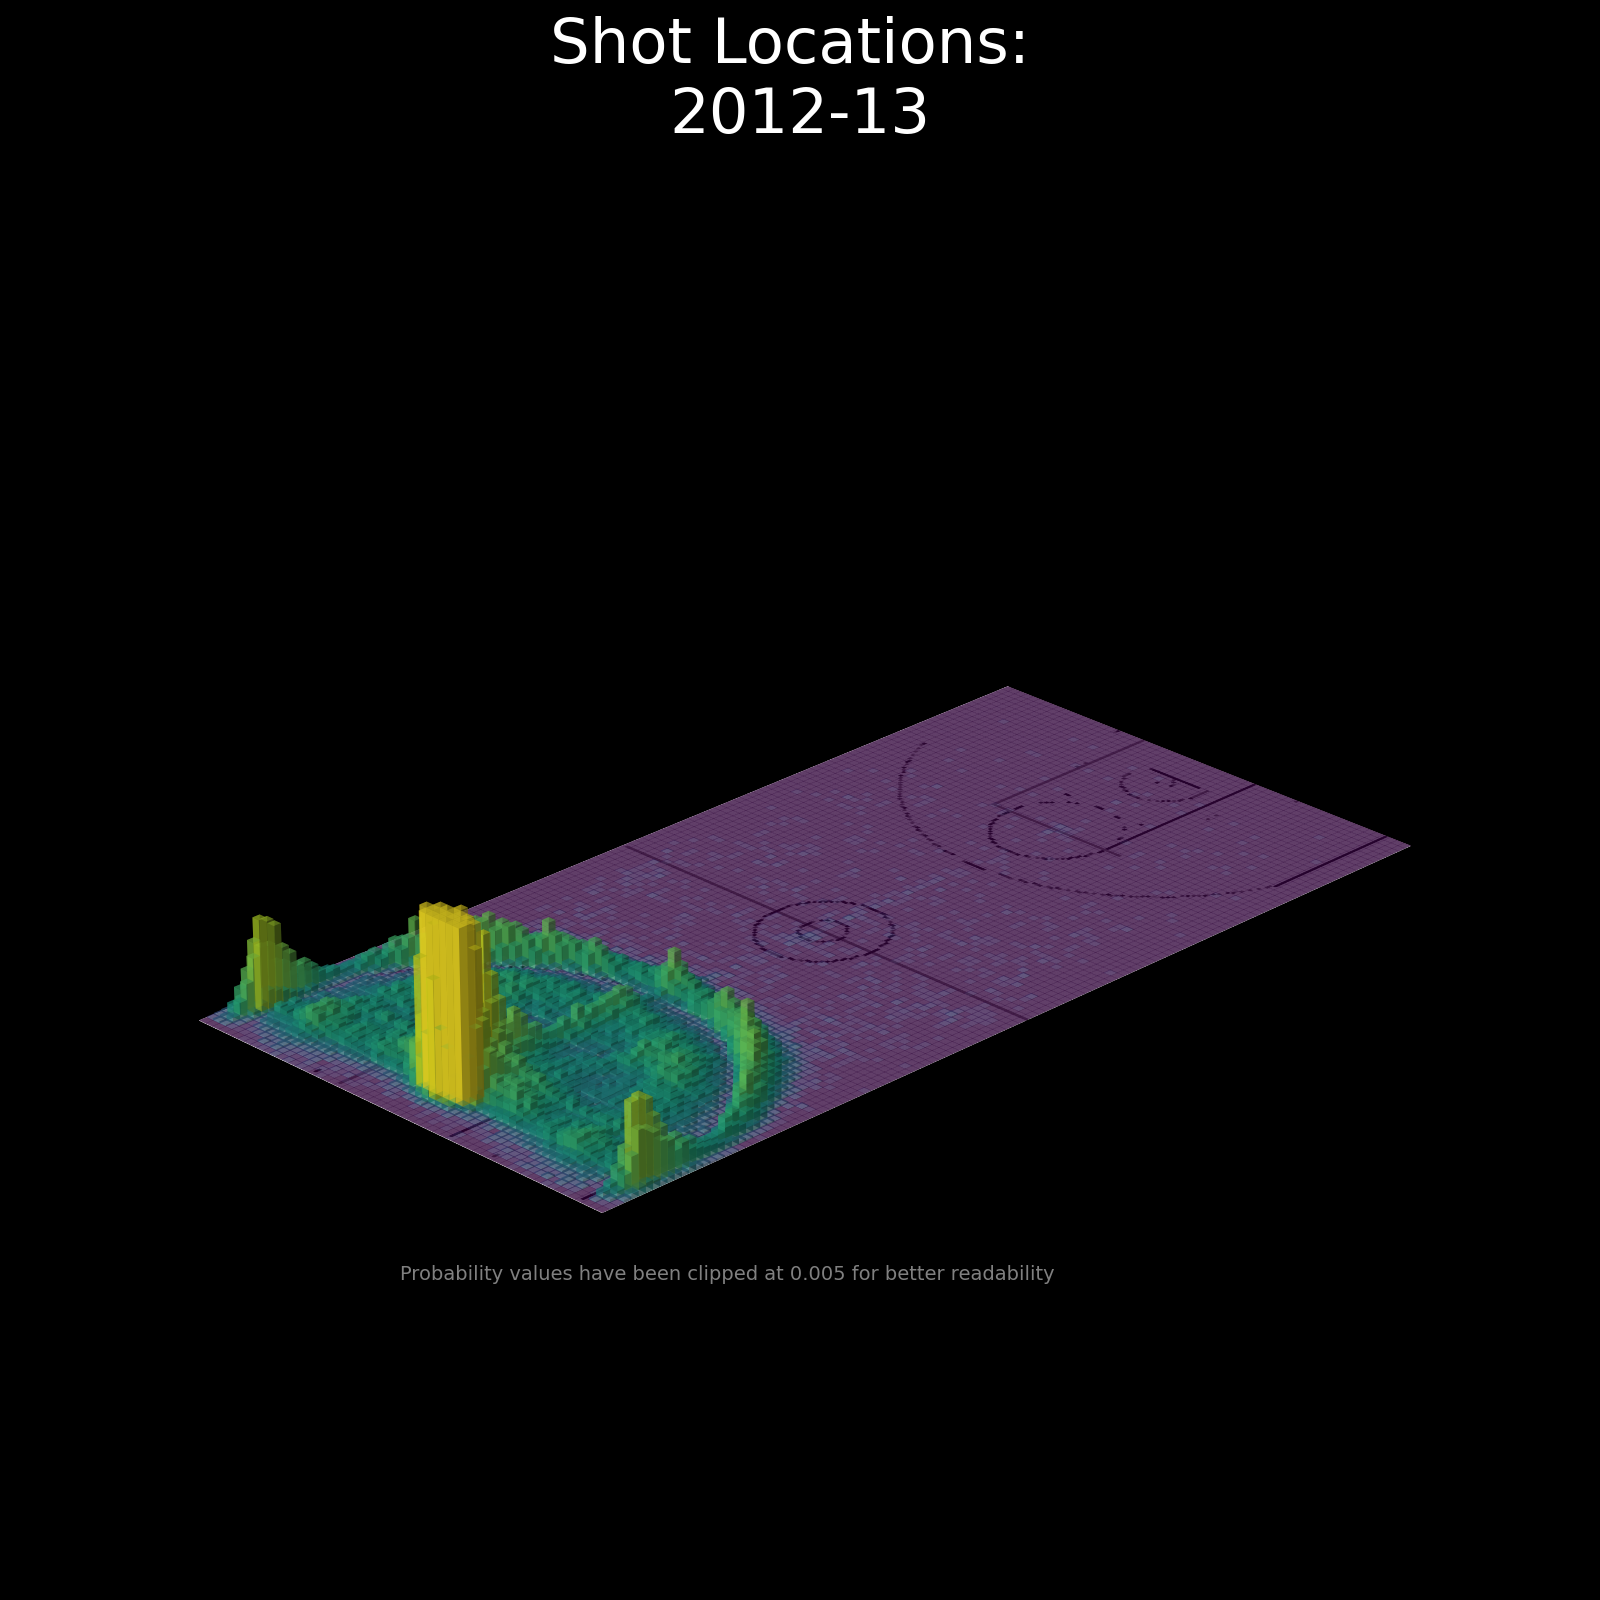 Shot Locations:
2012-13
Probability values have been clipped at 0.005 for better readability